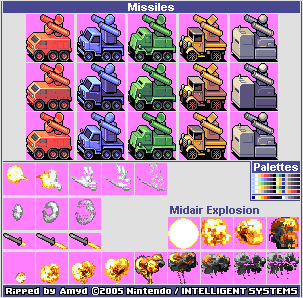 Missiles
Palettes
Midair Explosion
Ripped by Amyd ©2005 Nintendo / INTELLIGENT SYSTEMS